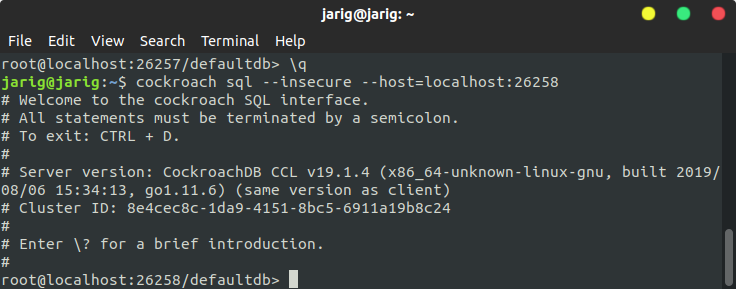 jarig@jarig: ~
File Edit View Search Terminal Help
root@localhost:26257/defaultdb> \q
jarig@jarig:~$ cockroach sql --insecure --host=localhost:26258
# Welcome to the cockroach SQL interface.
# All statements must be terminated by a semicolon.
# To exit: CTRL + D.
#
# Server version: CockroachDB CCL v19.1.4 (x86_64-unknown-linux-gnu, built 2019/
08/06 15:34:13, go1.11.6) (same version as client)
# Cluster ID: 8e4cec8c-1da9-4151-8bc5-6911a19b8c24
#
# Enter \? for a brief introduction.
#
root@localhost:26258/defaultdb>